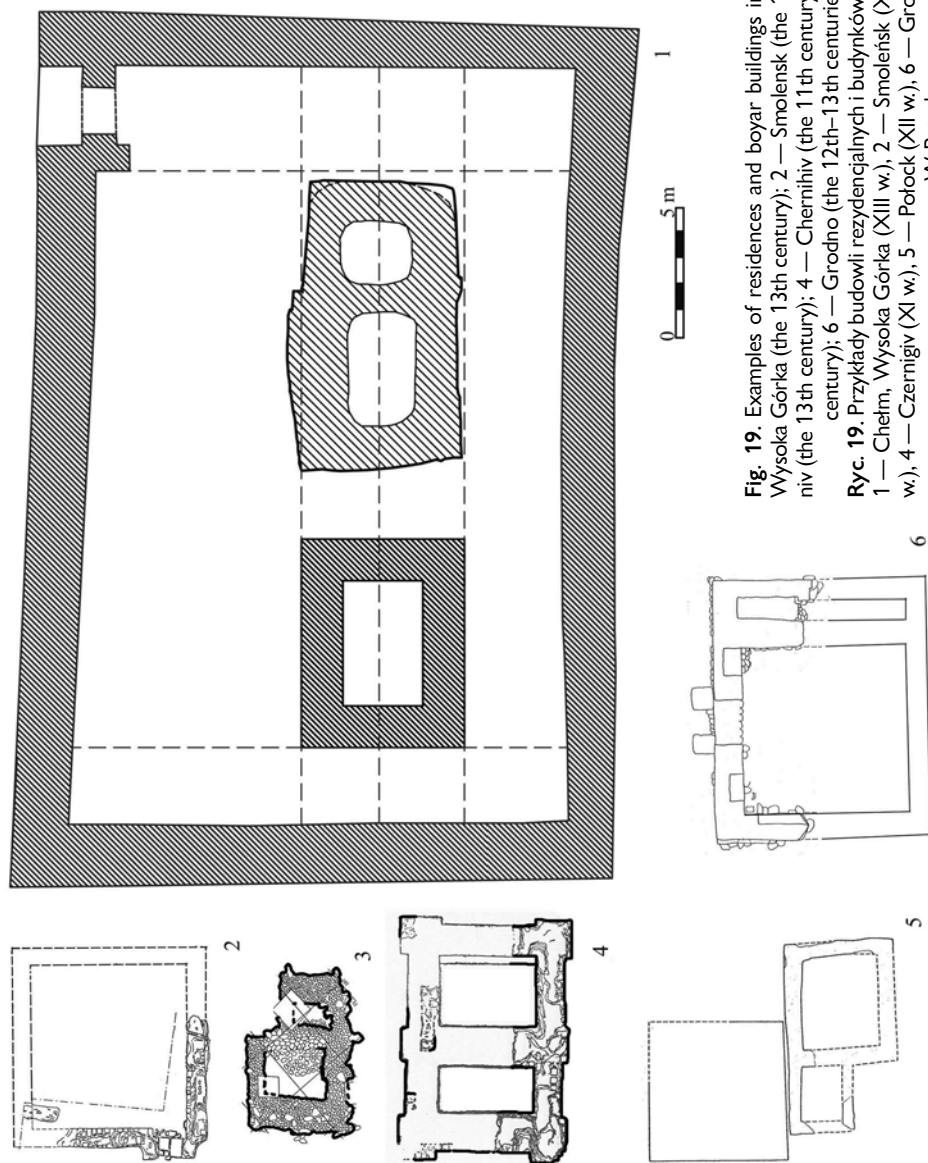 1
2
3
4
5
6
0 5 m
Fig. 19. Examples of residences and boyar buildings in
Wysoka Górka (the 13th century); 2 — Smolensk (the
niv (the 13th century); 4 — Chernihiv (the 11th century
century); 6 — Grodno (the 12th–13th centurie
Ryc. 19. Przykłady budowli rezydencjalnych i budynków
1 — Chełm, Wysoka Górka (XIII w.), 2 — Smoleńsk (X
w.), 4 — Czernigiv (XI w.), 5 — Połock (XII w.), 6 — Gro